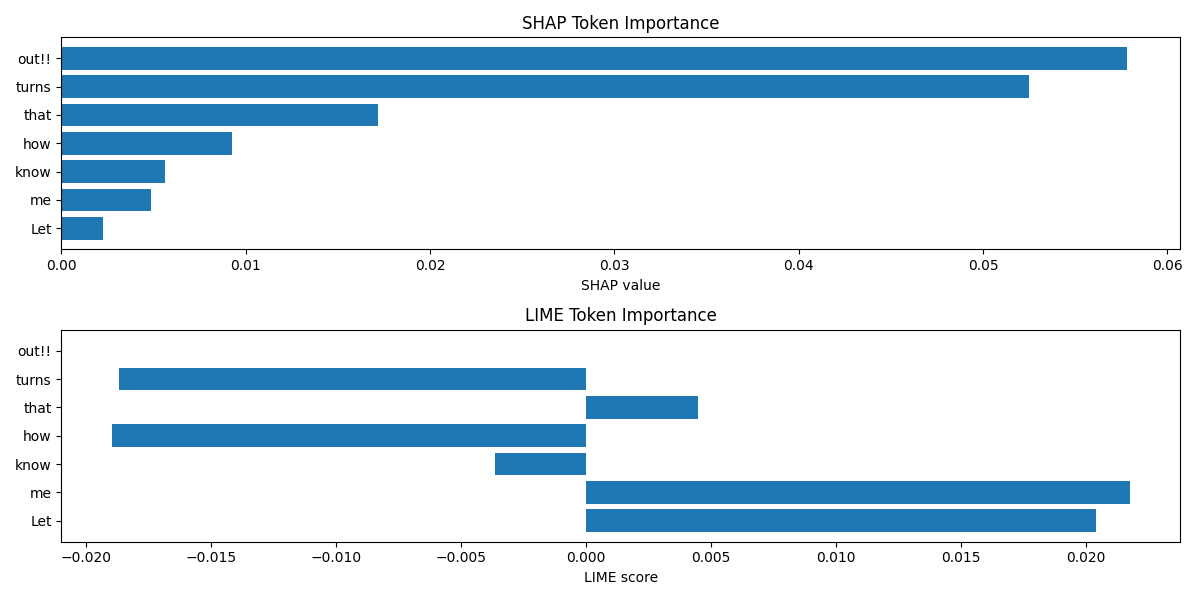 SHAP Token Importance
out!!
turns
that
how
know
me
Let
0.00 0.01 0.02 0.03 0.04 0.05 0.06
SHAP value
LIME Token Importance
out!!
turns
that
how
know
me
Let
−0.020 −0.015 −0.010 −0.005 0.000 0.005 0.010 0.015 0.020
LIME score